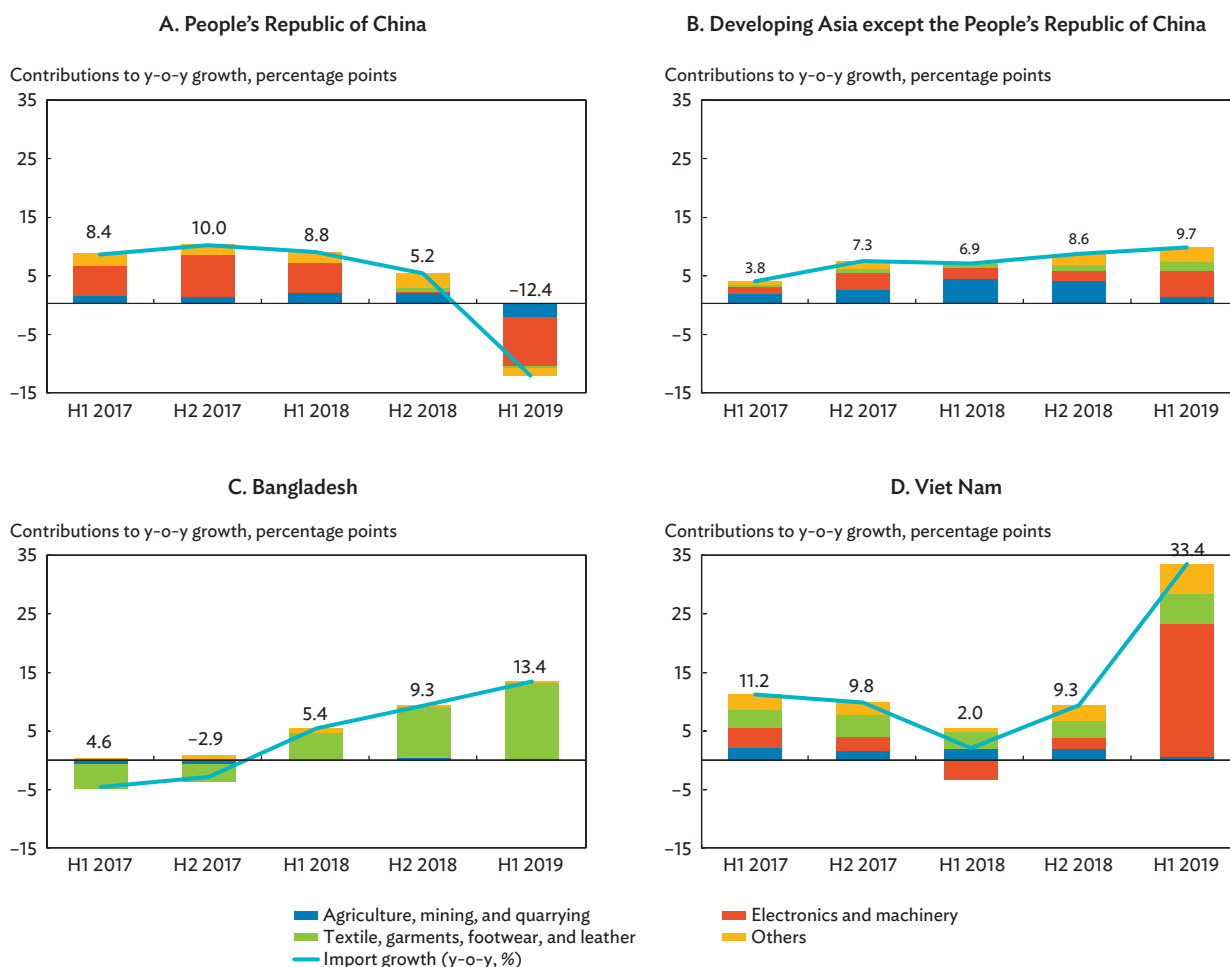 A. People's Republic of China
Contributions to y-o-y growth, percentage points
35
25
15
5
–5
–15
8.4
10.0
8.8
5.2
–12.4
H1 2017
H2 2017
H1 2018
H2 2018
H1 2019
B. Developing Asia except the People's Republic of China
Contributions to y-o-y growth, percentage points
35
25
15
5
–5
–15
3.8
7.3
6.9
8.6
9.7
H1 2017
H2 2017
H1 2018
H2 2018
H1 2019
C. Bangladesh
Contributions to y-o-y growth, percentage points
35
25
15
5
–5
–15
4.6
–2.9
5.4
9.3
13.4
H1 2017
H2 2017
H1 2018
H2 2018
H1 2019
D. Viet Nam
Contributions to y-o-y growth, percentage points
35
25
15
5
–5
–15
11.2
9.8
2.0
9.3
33.4
H1 2017
H2 2017
H1 2018
H2 2018
H1 2019
Agriculture, mining, and quarrying
Electronics and machinery
Textile, garments, footwear, and leather
Others
Import growth (y-o-y, %)